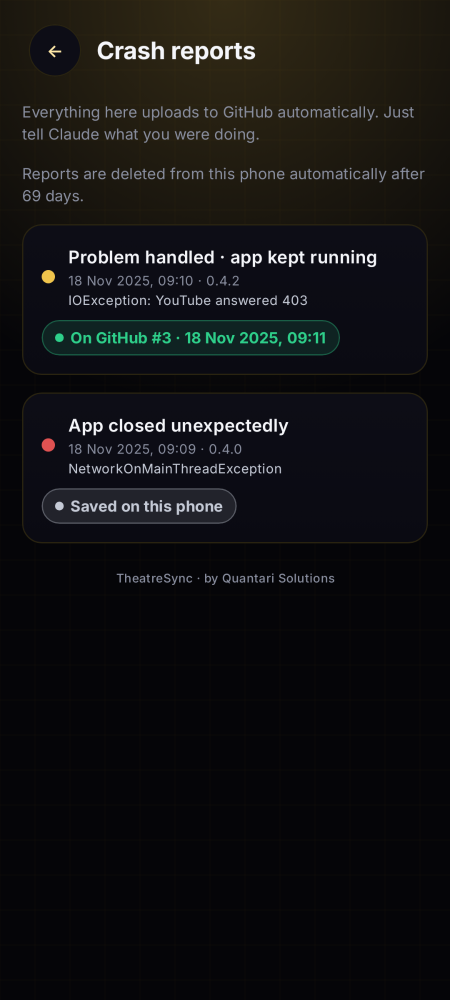 Crash reports
Everything here uploads to GitHub automatically. Just
tell Claude what you were doing.
Reports are deleted from this phone automatically after
69 days.
Problem handled · app kept running
18 Nov 2025, 09:10 · 0.4.2
IOException: YouTube answered 403
On GitHub #3 · 18 Nov 2025, 09:11
App closed unexpectedly
18 Nov 2025, 09:09 · 0.4.0
NetworkOnMainThreadException
Saved on this phone
TheatreSync · by Quantari Solutions